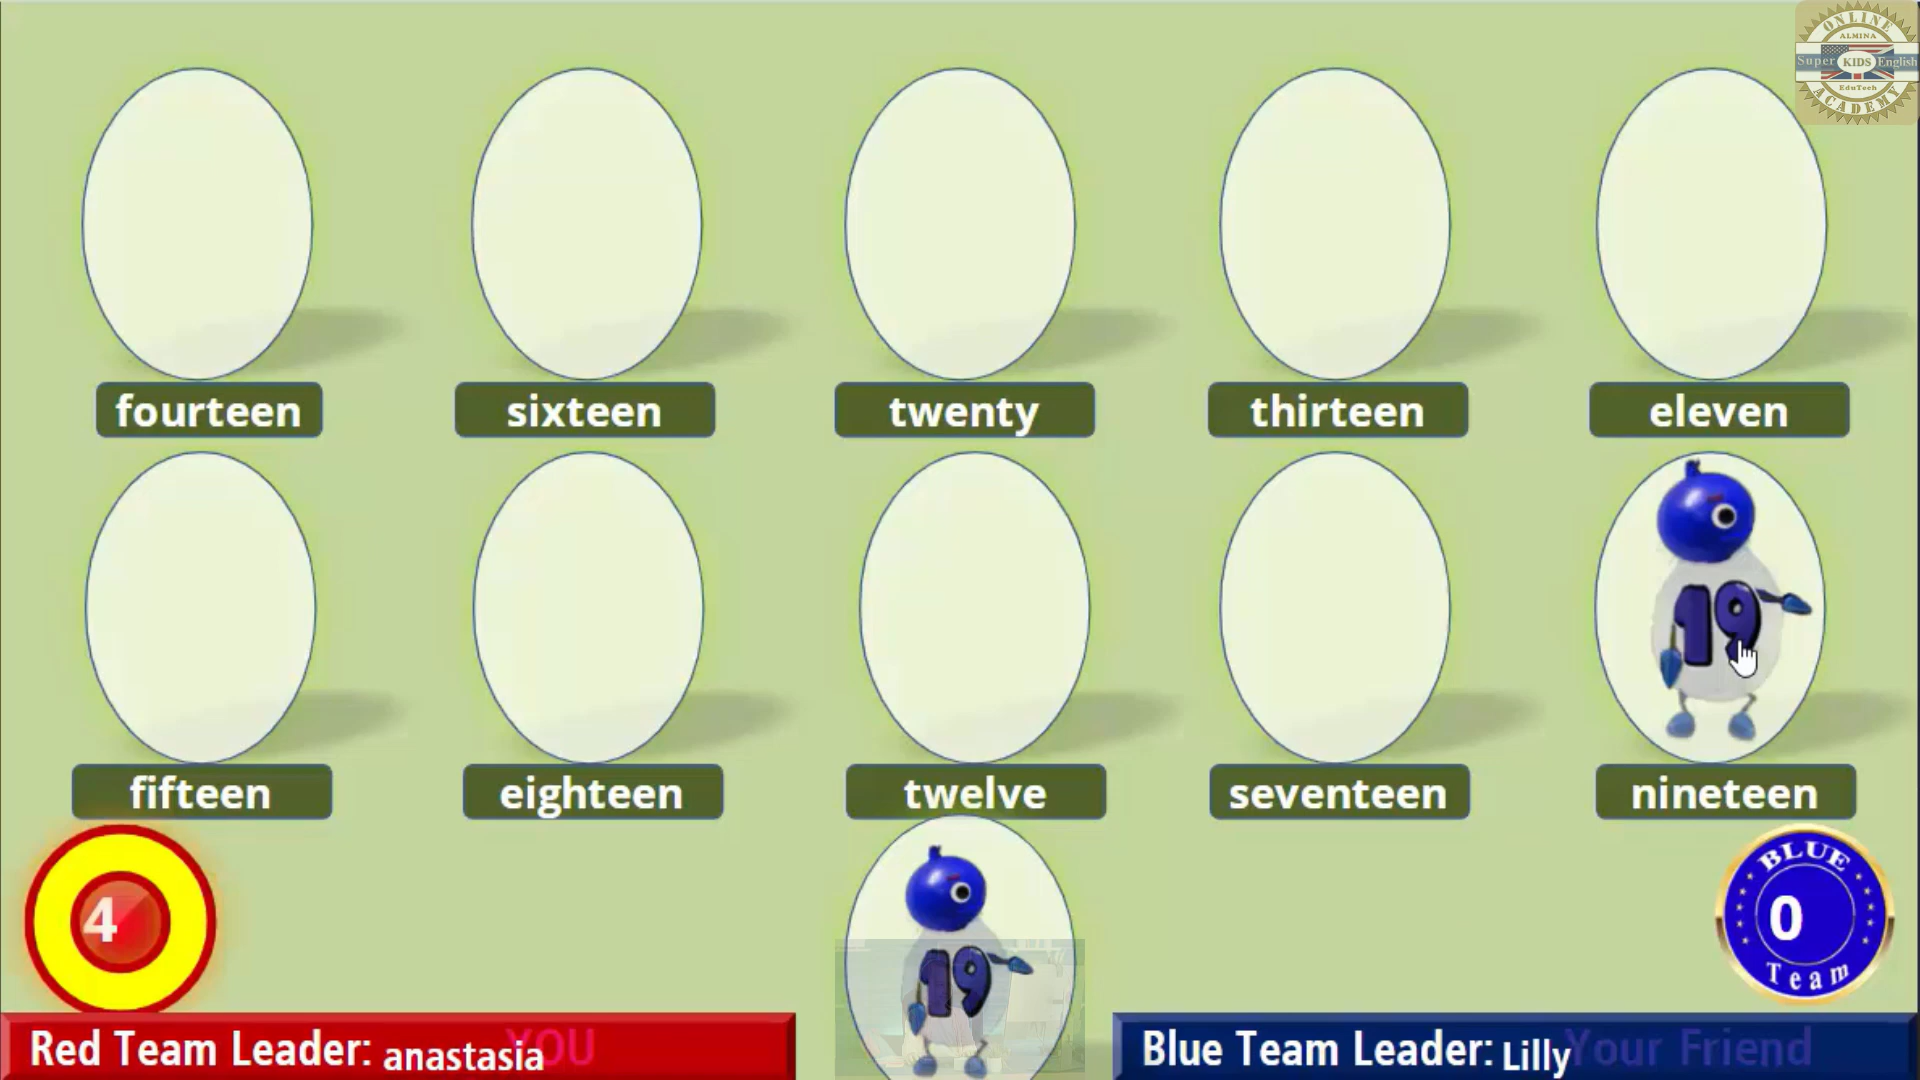 ONLINE
ALMINA
Super KIDS English
EduTech
ACADEMY
fourteen
sixteen
twenty
thirteen
eleven
19
fifteen
eighteen
twelve
seventeen
nineteen
4
19
BLUE
0
Team
Red Team Leader: anastasia YOU
Blue Team Leader: Lilly Your Friend